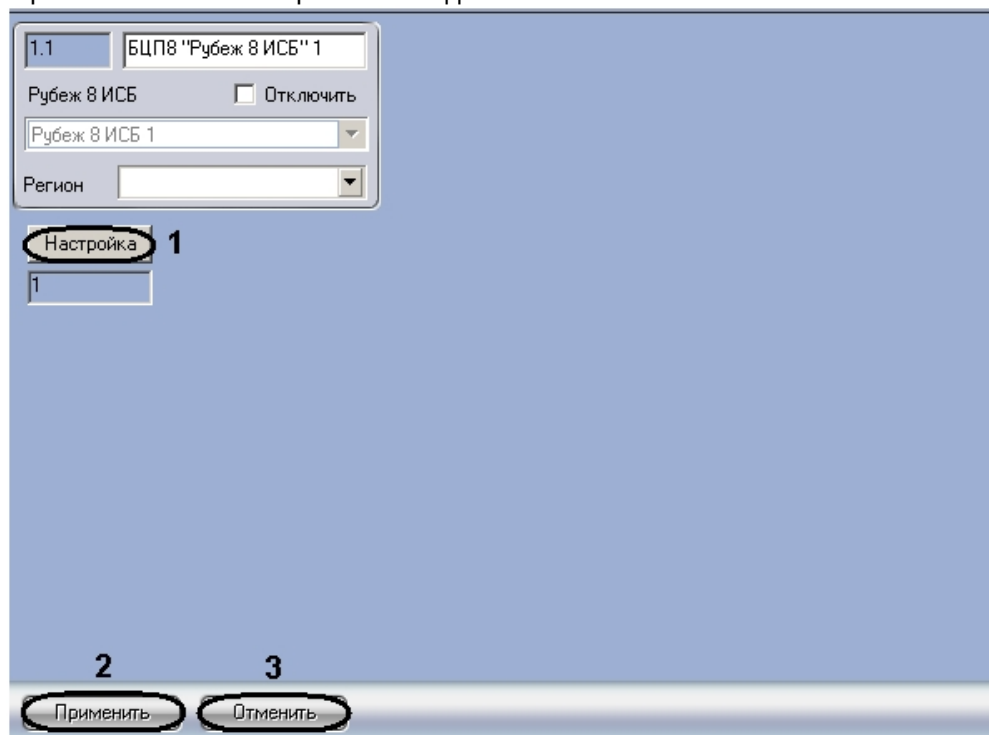 1.1 БЦП8 "Рубеж 8 ИСБ" 1
Рубеж 8 ИСБ Отключить
Рубеж 8 ИСБ 1
Регион
Настройка 1
1
2 3
Применить Отменить